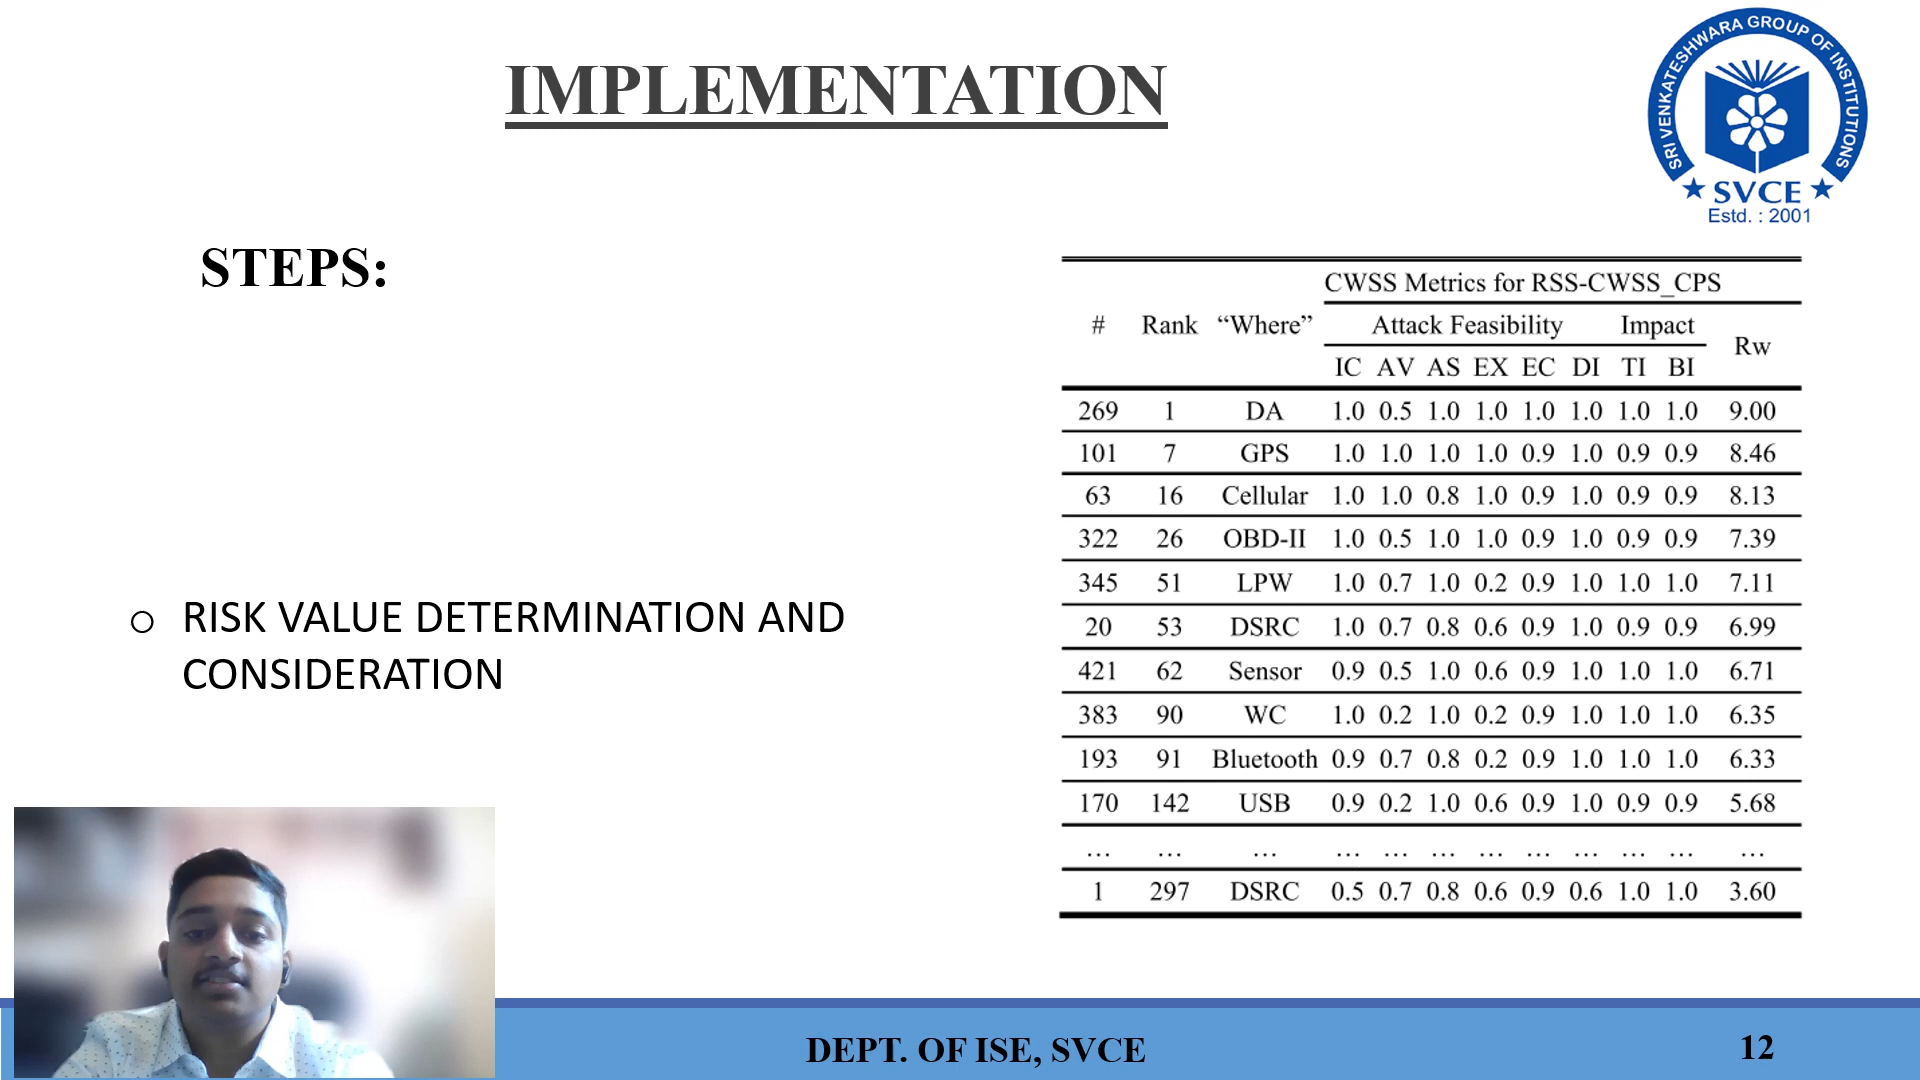 IMPLEMENTATION
SRI VENKATESHWARA GROUP OF INSTITUTIONS
SVCE
Estd. : 2001
STEPS:
o RISK VALUE DETERMINATION AND
CONSIDERATION
CWSS Metrics for RSS-CWSS_CPS
# Rank “Where” Attack Feasibility Impact Rw
IC AV AS EX EC DI TI BI
269 1 DA 1.0 0.5 1.0 1.0 1.0 1.0 1.0 1.0 9.00
101 7 GPS 1.0 1.0 1.0 1.0 0.9 1.0 0.9 0.9 8.46
63 16 Cellular 1.0 1.0 0.8 1.0 0.9 1.0 0.9 0.9 8.13
322 26 OBD-II 1.0 0.5 1.0 1.0 0.9 1.0 0.9 0.9 7.39
345 51 LPW 1.0 0.7 1.0 0.2 0.9 1.0 1.0 1.0 7.11
20 53 DSRC 1.0 0.7 0.8 0.6 0.9 1.0 0.9 0.9 6.99
421 62 Sensor 0.9 0.5 1.0 0.6 0.9 1.0 1.0 1.0 6.71
383 90 WC 1.0 0.2 1.0 0.2 0.9 1.0 1.0 1.0 6.35
193 91 Bluetooth 0.9 0.7 0.8 0.2 0.9 1.0 1.0 1.0 6.33
170 142 USB 0.9 0.2 1.0 0.6 0.9 1.0 0.9 0.9 5.68
... ... ... ... ... ... ... ... ... ... ... ...
1 297 DSRC 0.5 0.7 0.8 0.6 0.9 0.6 1.0 1.0 3.60
DEPT. OF ISE, SVCE
12